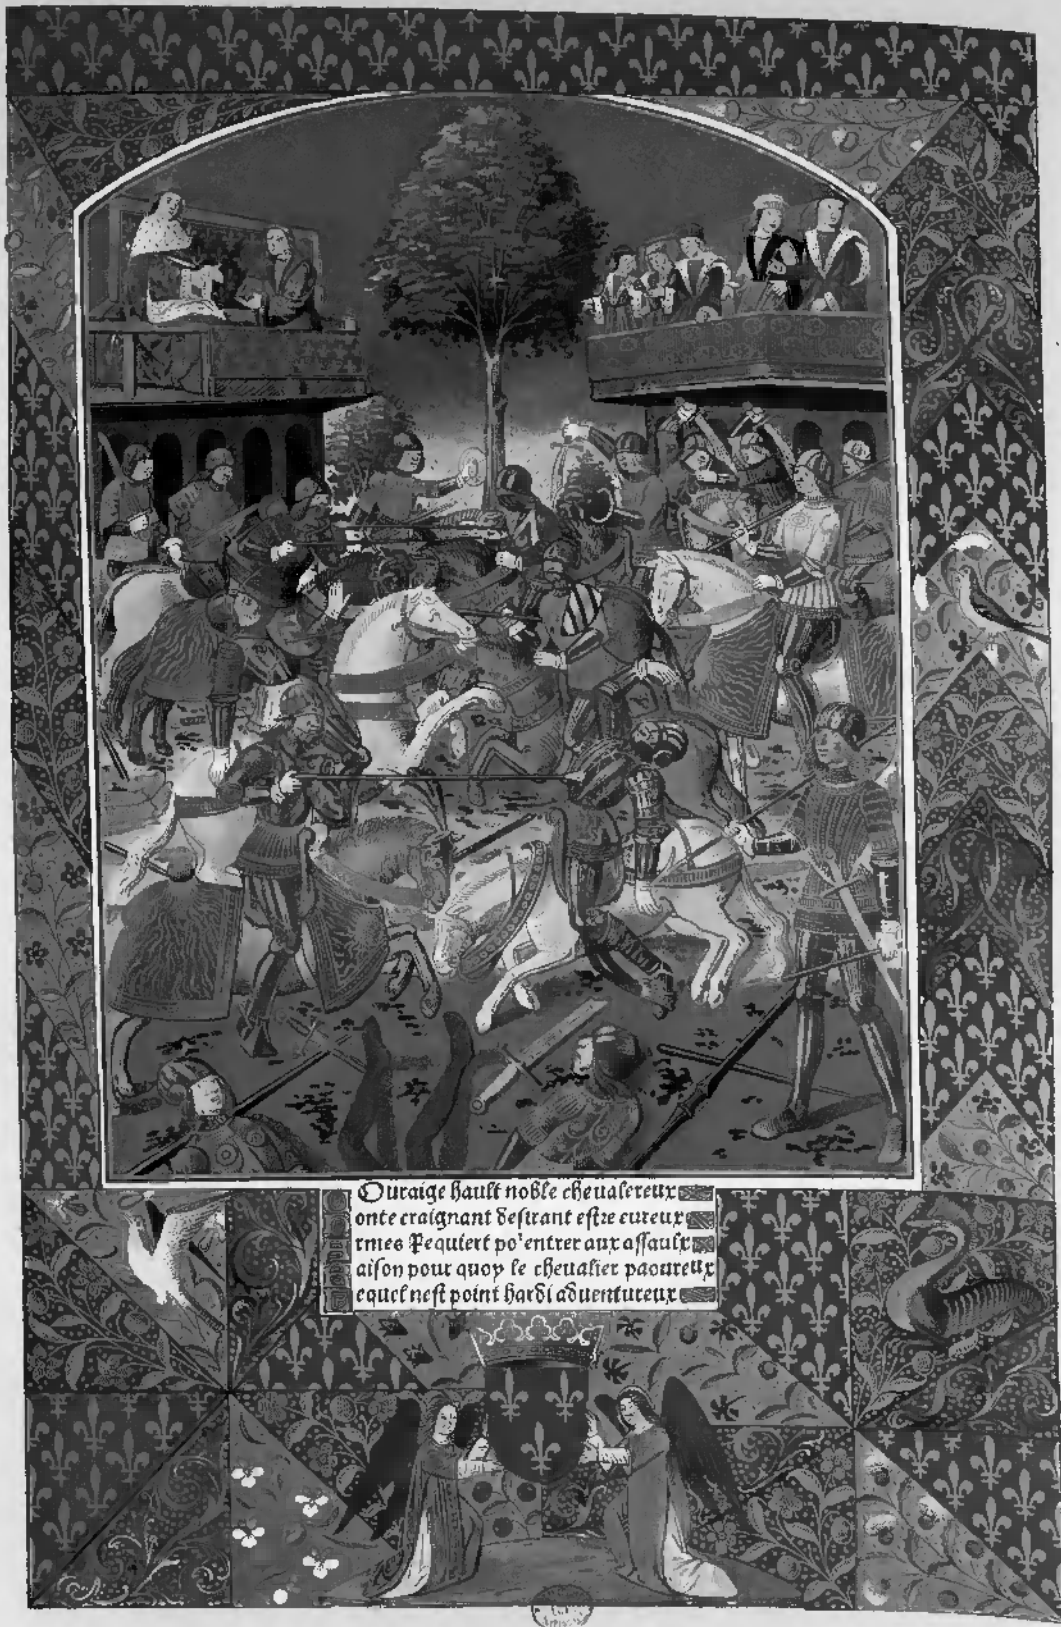 Ouraige hault noble cheualereux
onte craignant desirant estre eureux
rmes Requiert po' entrer aux assaulx
aison pour quoy le cheualier paoureux
equel nest point hardi aduentureux